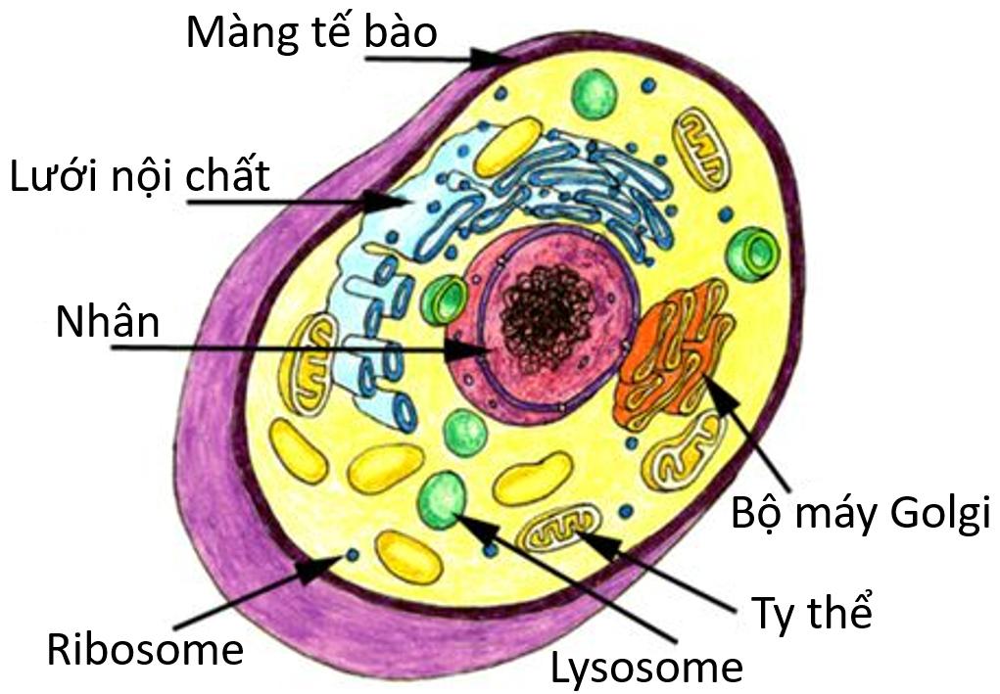 Màng tế bào
Lưới nội chất
Nhân
Bộ máy Golgi
Ty thể
Ribosome
Lysosome